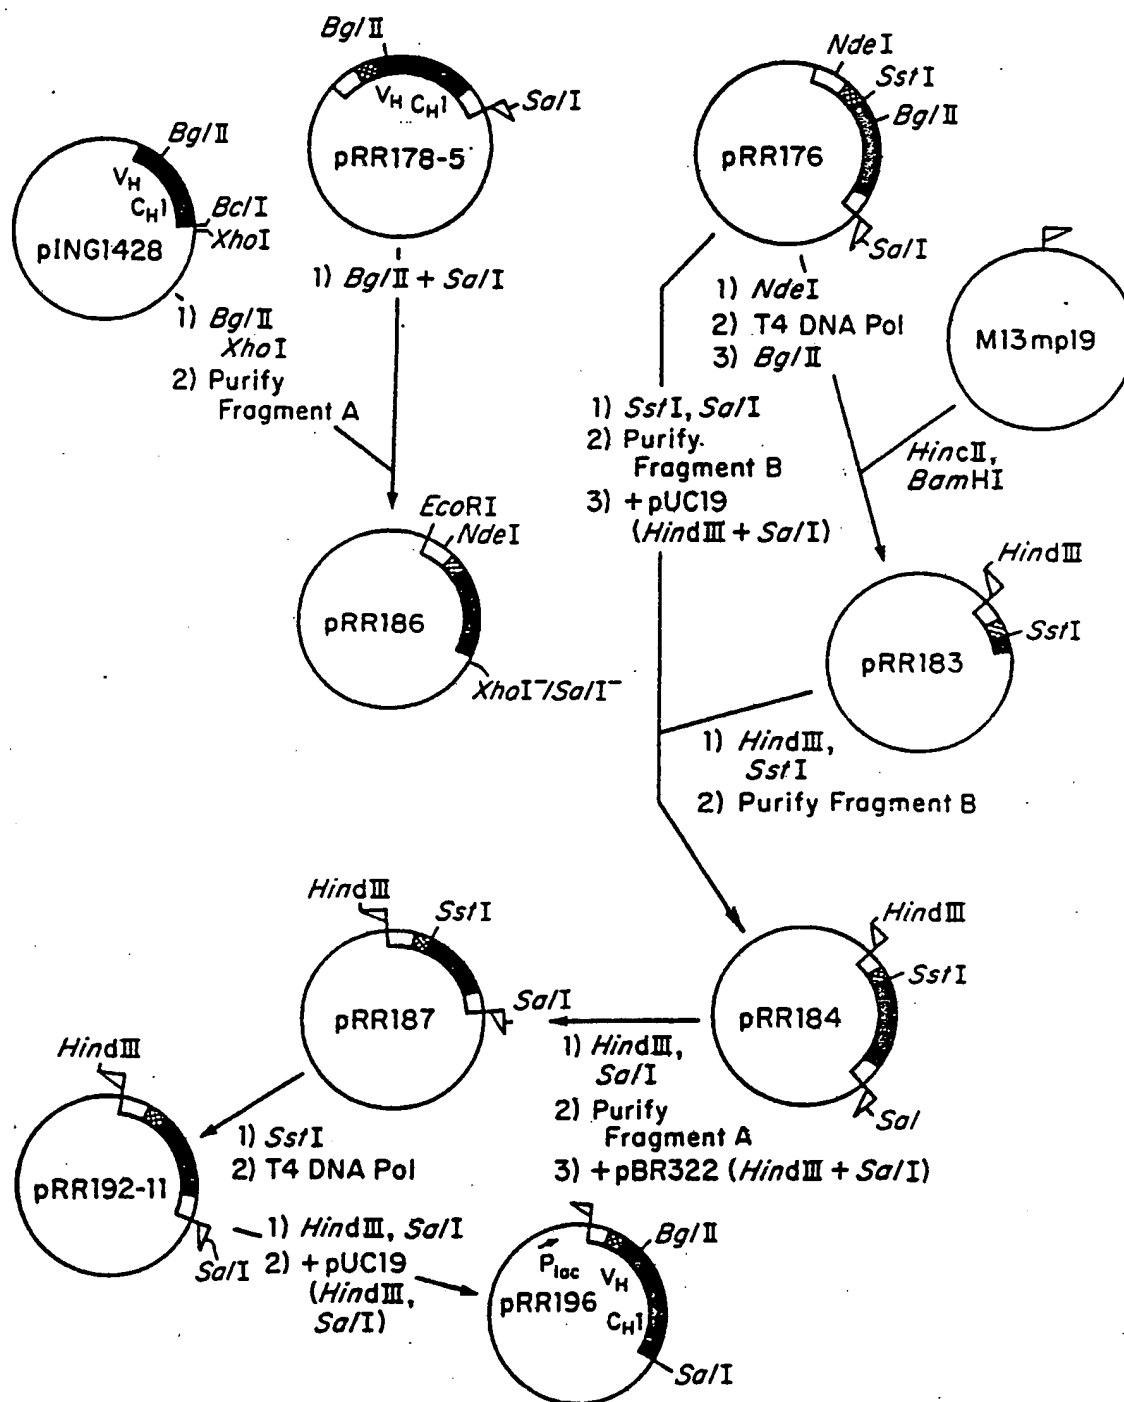 BglII
VH CH1
SalI
pRR178-5
NdeI
SstI
BglII
pRR176
SalI
BglII
VH
CH1
BclI
XhoI
pING1428
1) BglII
XhoI
2) Purify
Fragment A
1) BglII + SalI
1) NdeI
2) T4 DNA Pol
3) BglII
M13mp19
1) SstI, SalI
2) Purify
Fragment B
3) + pUC19
(HindIII + SalI)
HincII,
BamHI
EcoRI
NdeI
pRR186
XhoI⁻/SalI⁻
HindIII
SstI
pRR183
1) HindIII,
SstI
2) Purify Fragment B
HindIII
SstI
SalI
pRR187
HindIII
SstI
pRR184
Sal
1) HindIII,
SalI
2) Purify
Fragment A
3) + pBR322 (HindIII + SalI)
HindIII
pRR192-11
SalI
1) SstI
2) T4 DNA Pol
1) HindIII, SalI
2) + pUC19
(HindIII,
SalI)
BglII
Plac
VH
pRR196
CH1
SalI